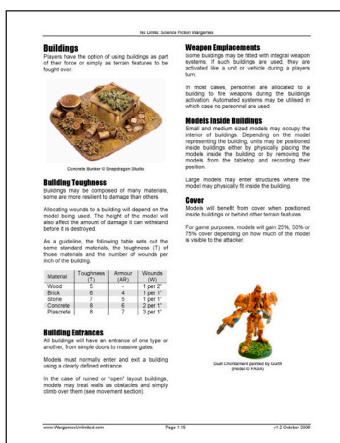 No Limits: Science Fiction Wargames
Buildings
Players have the option of using buildings as part
of their force or simply as terrain features to be
fought over.
Concrete Bunker © Snapdragon Studio
Building Toughness
Buildings may be composed of many materials,
some are more resilient to damage than others
Allocating wounds to a building will depend on the
model being used. The height of the model will
also affect the amount of damage it can withstand
before it is destroyed.
As a guideline, the following table sets out the
some standard materials, the toughness (T) of
those materials and the number of wounds per
inch of the building.
Material Toughness (T) Armour (AR) Wounds (W)
Wood 5 - 1 per 2"
Brick 6 4 1 per 1"
Stone 7 5 1 per 1"
Concrete 8 6 2 per 1"
Plascrete 8 7 3 per 1"
Building Entrances
All buildings will have an entrance of one type or
another, from simple doors to massive gates.
Models must normally enter and exit a building
using a clearly defined entrance.
In the case of ruined or "open" layout buildings,
models may treat walls as obstacles and simply
climb over them (see movement section).
Weapon Emplacements
Some buildings may be fitted with integral weapon
systems. If such buildings are used, they are
activated like a unit or vehicle during a players
turn.
In most cases, personnel are allocated to a
building to fire weapons during the buildings
activation. Automated systems may be utilised in
which case no personnel are used.
Models Inside Buildings
Small and medium sized models may occupy the
interior of buildings. Depending on the model
representing the building, units may be positioned
inside buildings either by physically placing the
models inside the building or by removing the
models from the tabletop and recording their
position.
Large models may enter structures where the
model may physically fit inside the building.
Cover
Models will benefit from cover when positioned
inside buildings or behind other terrain features.
For game purposes, models will gain 25%, 50% or
75% cover depending on how much of the model
is visible to the attacker.
painted by
www.WargamesUnlimited.com Page 1.15 v1.2 October 2008